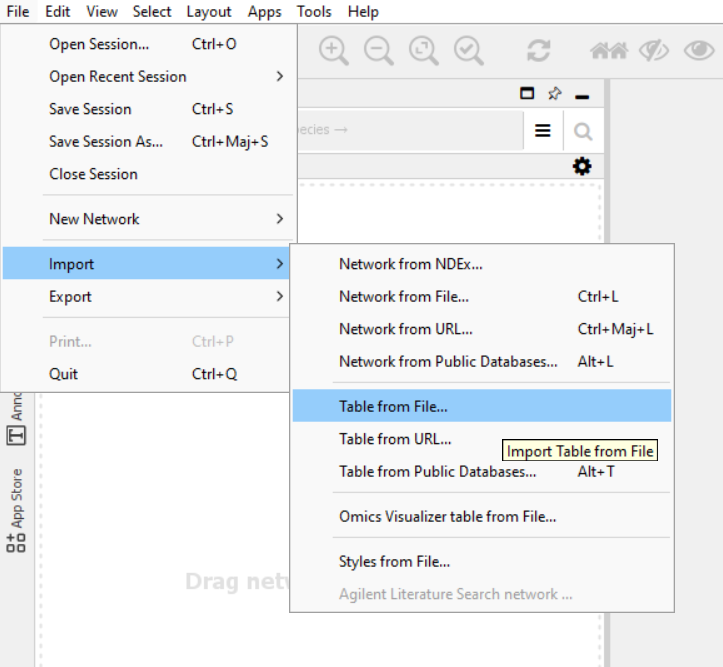 File Edit View Select Layout Apps Tools Help
Open Session... Ctrl+O
Open Recent Session
Save Session Ctrl+S
ecies →
Save Session As... Ctrl+Maj+S
Close Session
New Network
Import
Network from NDEx...
Export
Network from File... Ctrl+L
Network from URL... Ctrl+Maj+L
Print... Ctrl+P
Network from Public Databases... Alt+L
Quit Ctrl+Q
Table from File...
Anno
Table from URL...
Import Table from File
Table from Public Databases... Alt+T
App Store
Omics Visualizer table from File...
Styles from File...
Drag net
Agilent Literature Search network ...